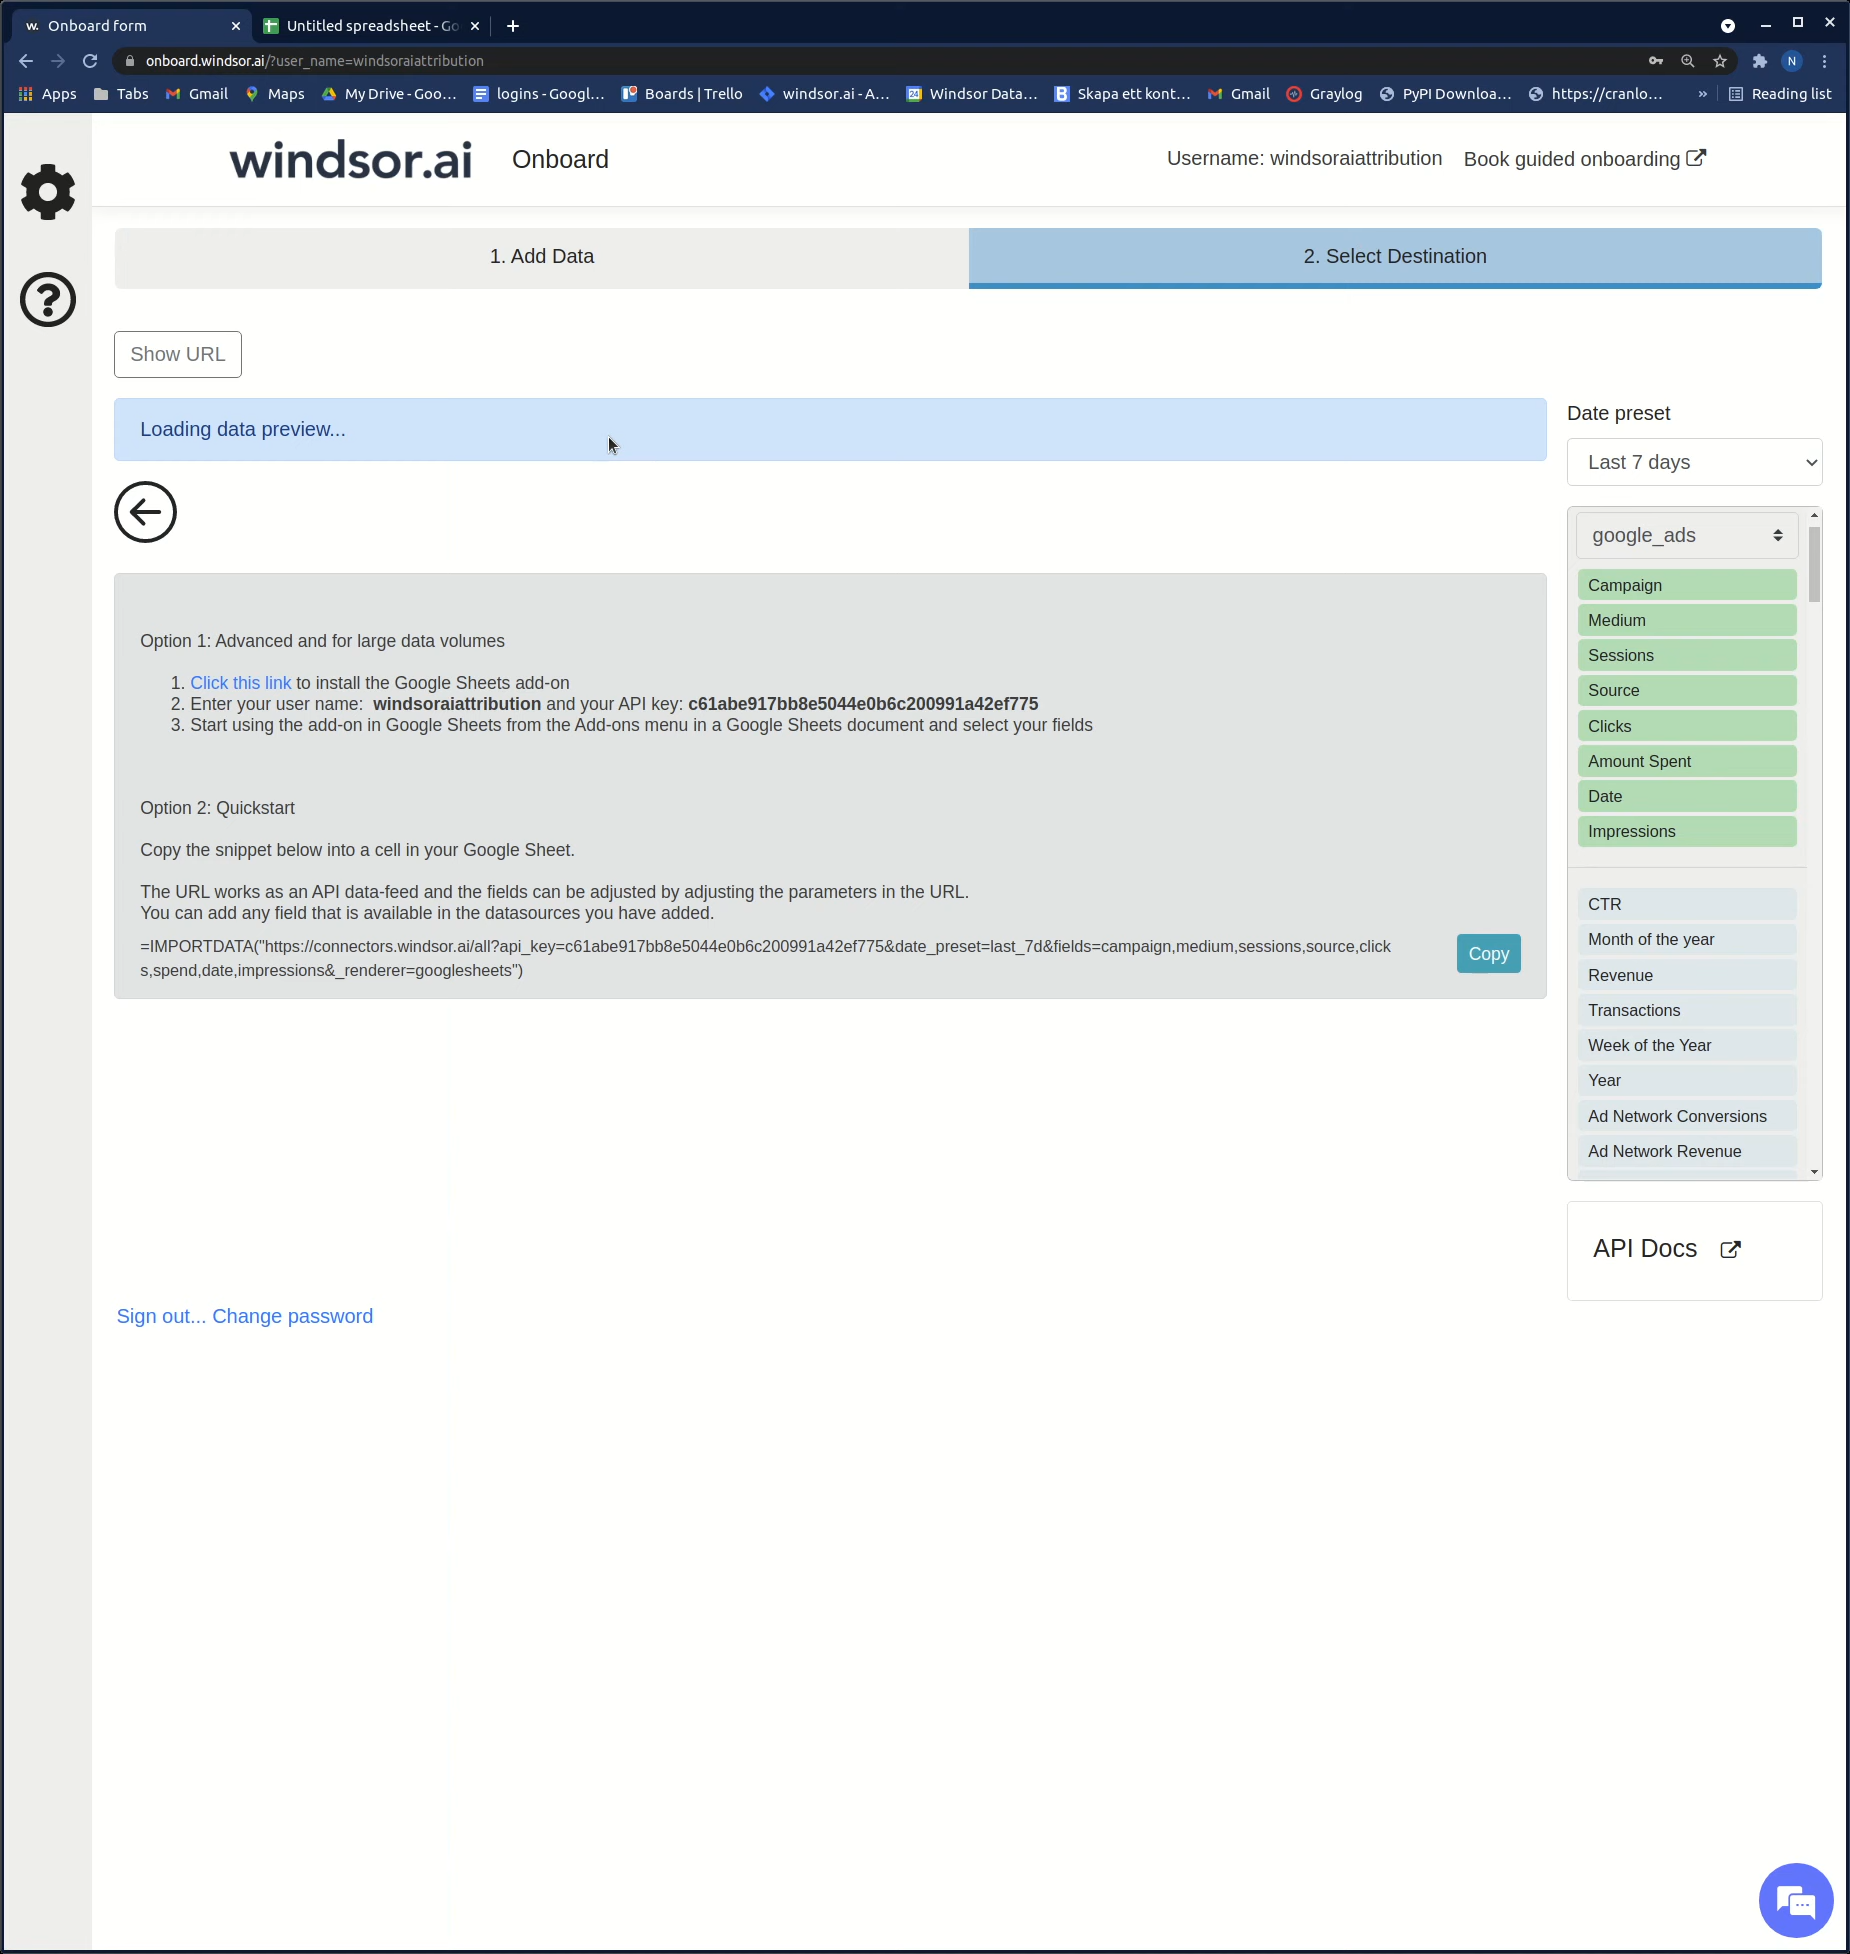 w. Onboard form
Untitled spreadsheet - Go
onboard.windsor.ai/?user_name=windsoraiattribution
N
Apps Tabs Gmail Maps My Drive - Goo... logins - Googl... Boards | Trello windsor.ai - A... Windsor Data... Skapa ett kont... Gmail Graylog PyPI Downloa... https://cranlo... » Reading list
windsor.ai Onboard Username: windsoraiattribution Book guided onboarding
1. Add Data 2. Select Destination
Show URL
Loading data preview...
Option 1: Advanced and for large data volumes
1. Click this link to install the Google Sheets add-on
2. Enter your user name: windsoraiattribution and your API key: c61abe917bb8e5044e0b6c200991a42ef775
3. Start using the add-on in Google Sheets from the Add-ons menu in a Google Sheets document and select your fields
Option 2: Quickstart
Copy the snippet below into a cell in your Google Sheet.
The URL works as an API data-feed and the fields can be adjusted by adjusting the parameters in the URL.
You can add any field that is available in the datasources you have added.
=IMPORTDATA("https://connectors.windsor.ai/all?api_key=c61abe917bb8e5044e0b6c200991a42ef775&date_preset=last_7d&fields=campaign,medium,sessions,source,click
s,spend,date,impressions&_renderer=googlesheets")
Copy
Date preset
Last 7 days
google_ads
Campaign
Medium
Sessions
Source
Clicks
Amount Spent
Date
Impressions
CTR
Month of the year
Revenue
Transactions
Week of the Year
Year
Ad Network Conversions
Ad Network Revenue
API Docs
Sign out... Change password